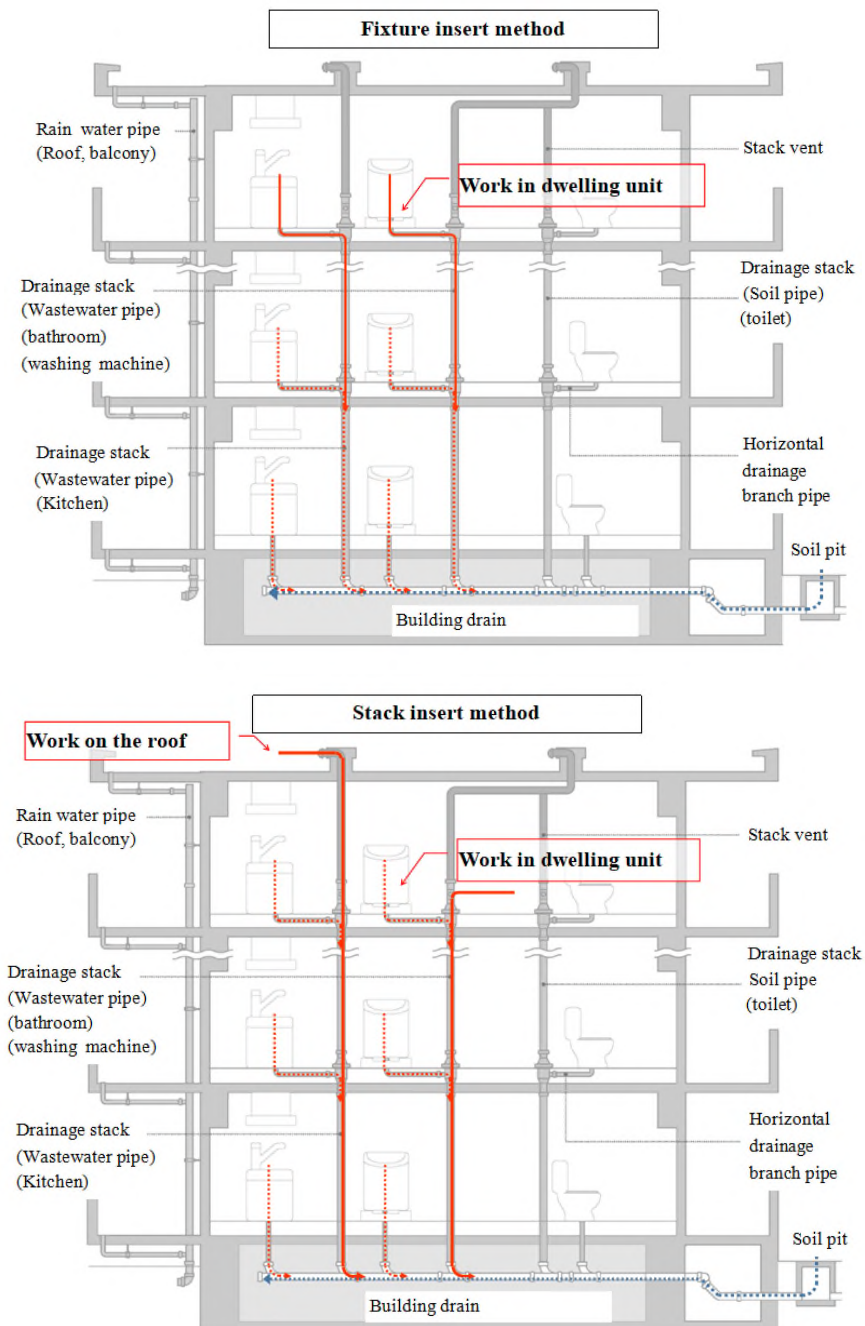 Fixture insert method
Rain water pipe
(Roof, balcony)
Work in dwelling unit
Stack vent
Drainage stack
(Wastewater pipe)
(bathroom)
(washing machine)
Drainage stack
(Soil pipe)
(toilet)
Drainage stack
(Wastewater pipe)
(Kitchen)
Horizontal
drainage
branch pipe
Soil pit
Building drain
Stack insert method
Work on the roof
Rain water pipe
(Roof, balcony)
Work in dwelling unit
Stack vent
Drainage stack
(Wastewater pipe)
(bathroom)
(washing machine)
Drainage stack
Soil pipe)
(toilet)
Drainage stack
(Wastewater pipe)
(Kitchen)
Horizontal
drainage
branch pipe
Soil pit
Building drain